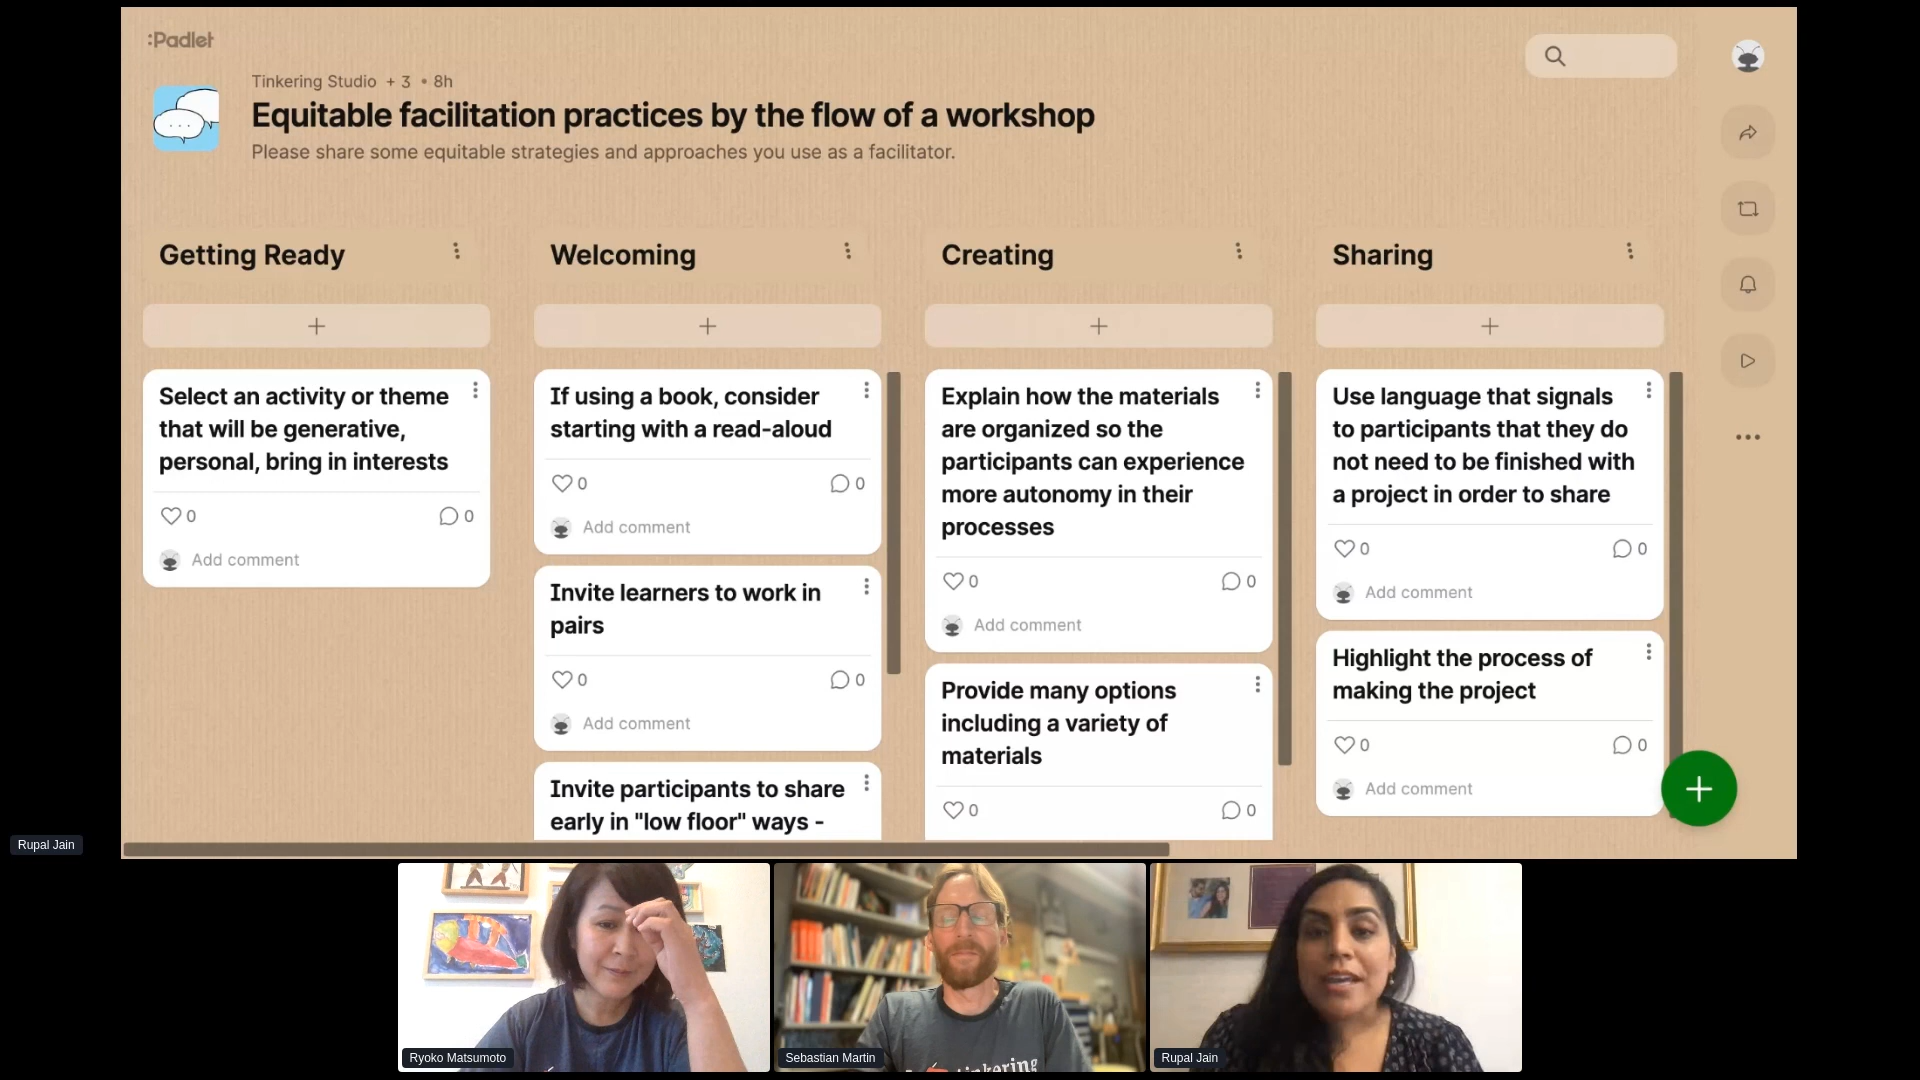 :Padlet
Tinkering Studio + 3 • 8h
Equitable facilitation practices by the flow of a workshop
Please share some equitable strategies and approaches you use as a facilitator.
Getting Ready
Select an activity or theme
that will be generative,
personal, bring in interests
0 0
Add comment
Welcoming
If using a book, consider
starting with a read-aloud
0 0
Add comment
Invite learners to work in
pairs
0 0
Add comment
Invite participants to share
early in "low floor" ways -
Creating
Explain how the materials
are organized so the
participants can experience
more autonomy in their
processes
0 0
Add comment
Provide many options
including a variety of
materials
0 0
Sharing
Use language that signals
to participants that they do
not need to be finished with
a project in order to share
0 0
Add comment
Highlight the process of
making the project
0 0
Add comment
Rupal Jain
Ryoko Matsumoto
Sebastian Martin
tinkering
Rupal Jain